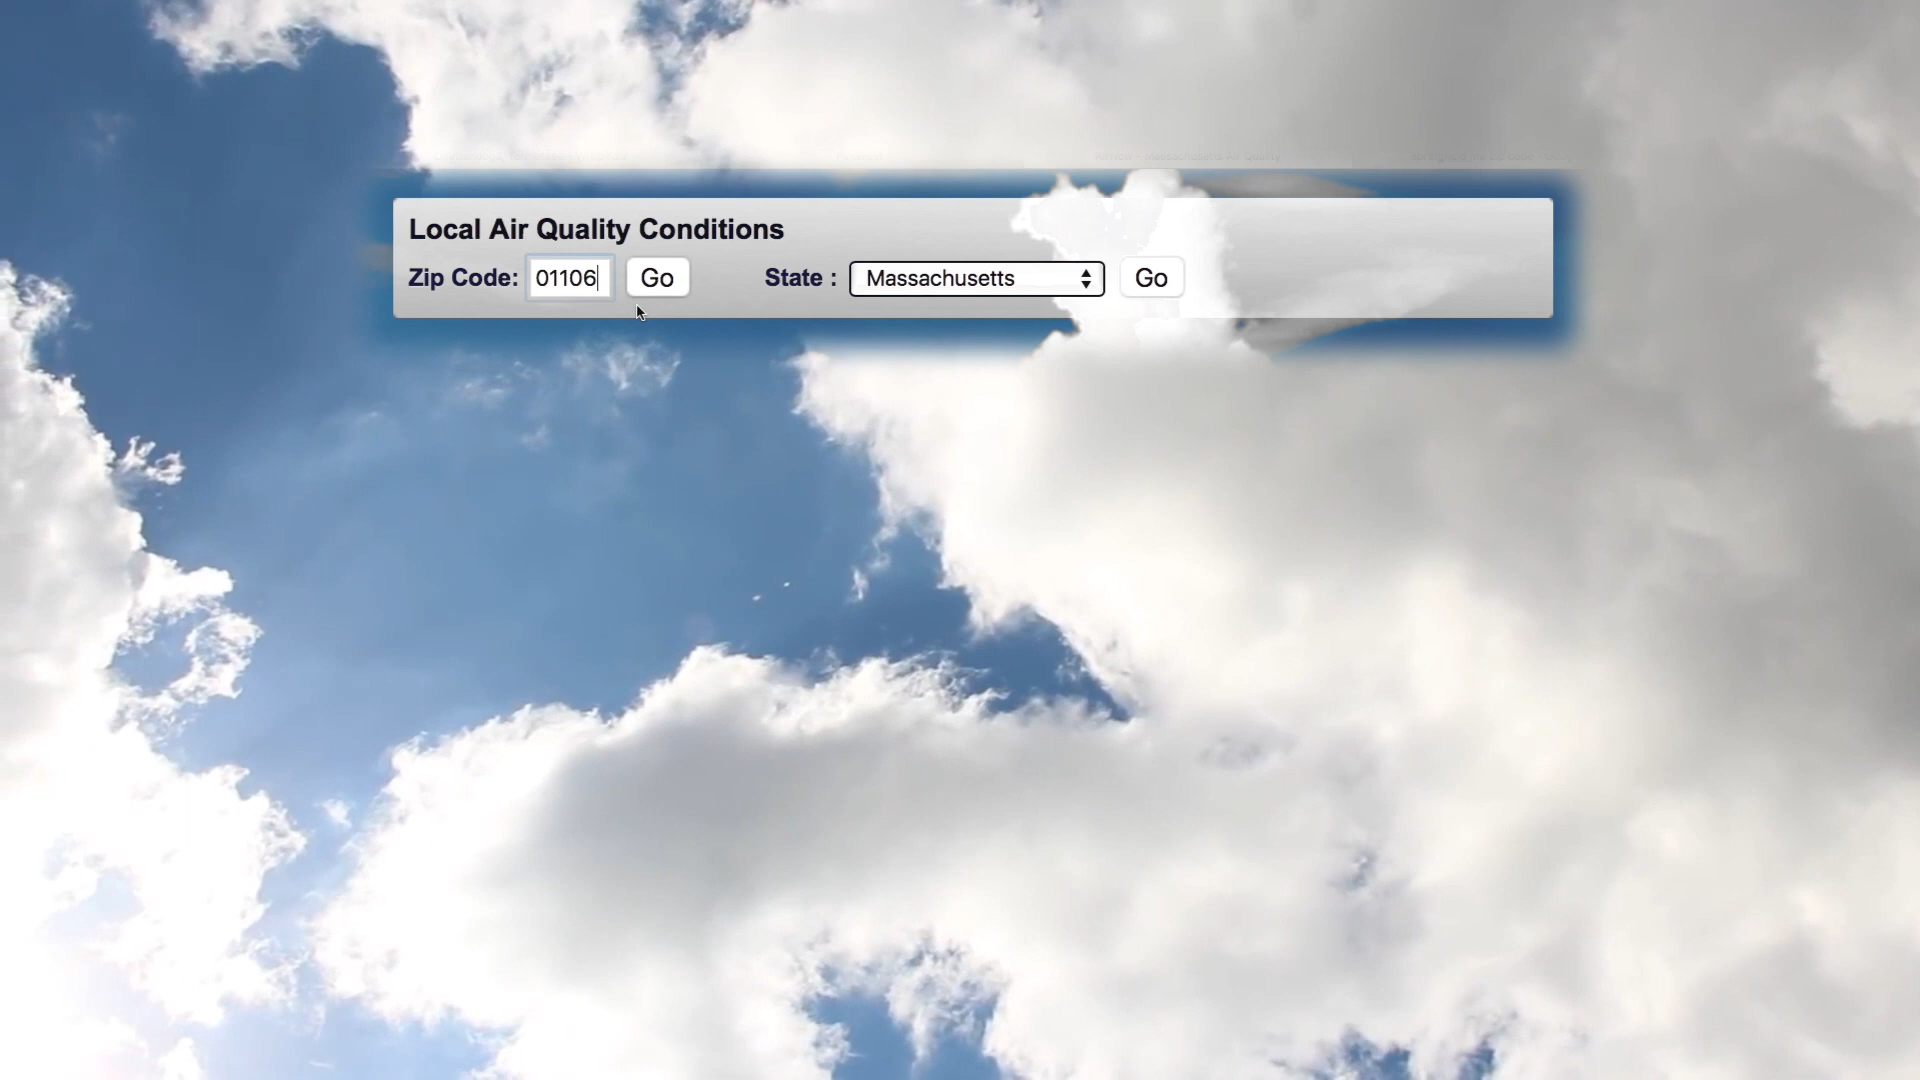 Local Air Quality Conditions
Zip Code: 01106 Go State : Massachusetts Go